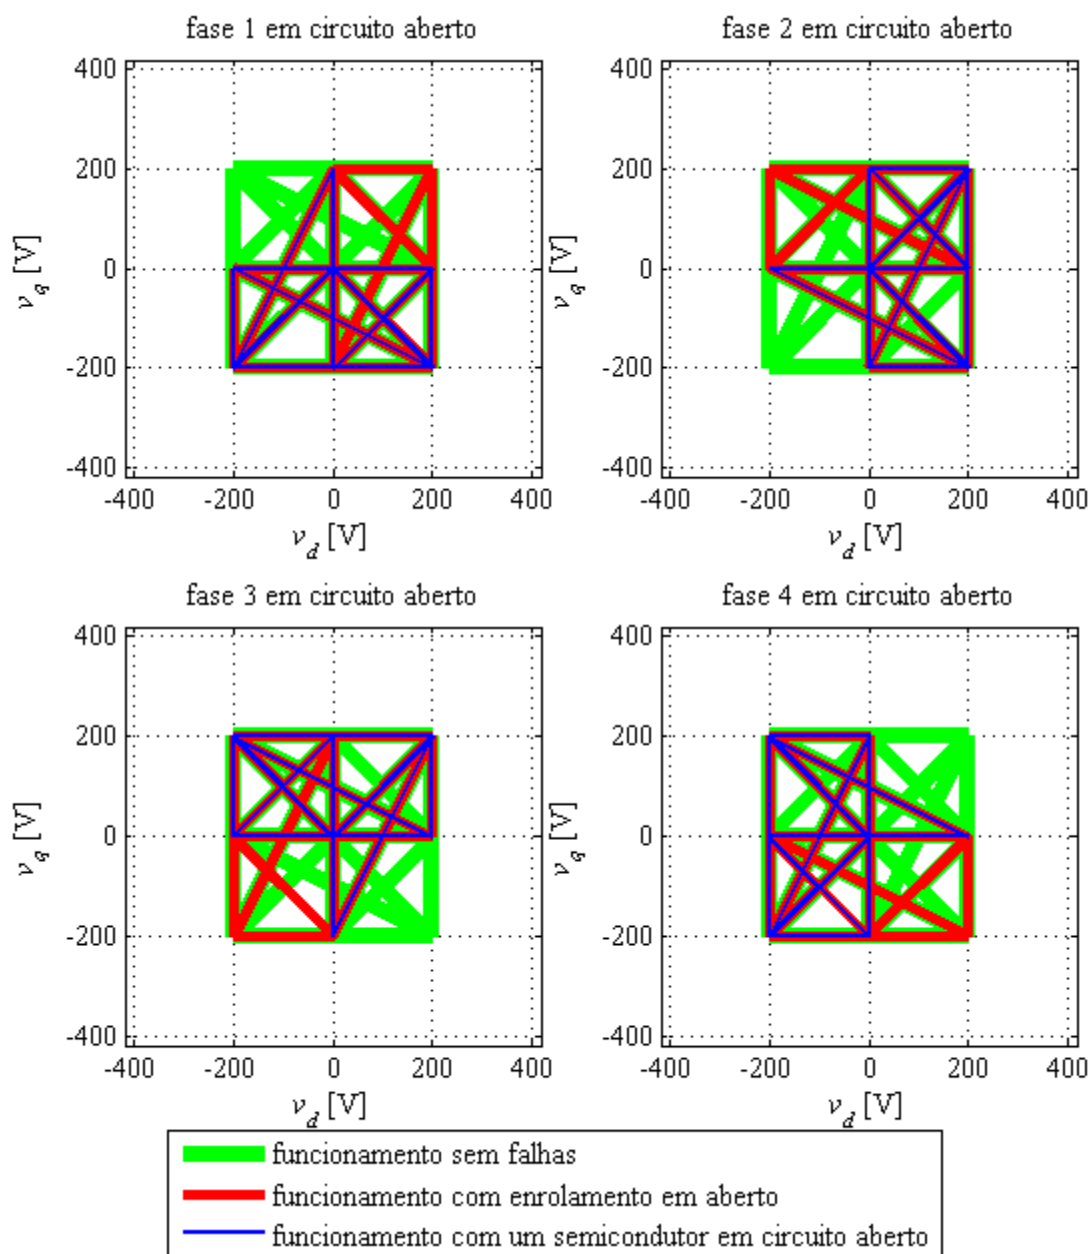 fase 1 em circuito aberto
fase 2 em circuito aberto
400
200
0
-200
-400
v_q [V]
-400 -200 0 200 400
v_d [V]
400
200
0
-200
-400
v_q [V]
-400 -200 0 200 400
v_d [V]
fase 3 em circuito aberto
fase 4 em circuito aberto
400
200
0
-200
-400
v_q [V]
-400 -200 0 200 400
v_d [V]
400
200
0
-200
-400
v_q [V]
-400 -200 0 200 400
v_d [V]
funcionamento sem falhas
funcionamento com enrolamento em aberto
funcionamento com um semicondutor em circuito aberto